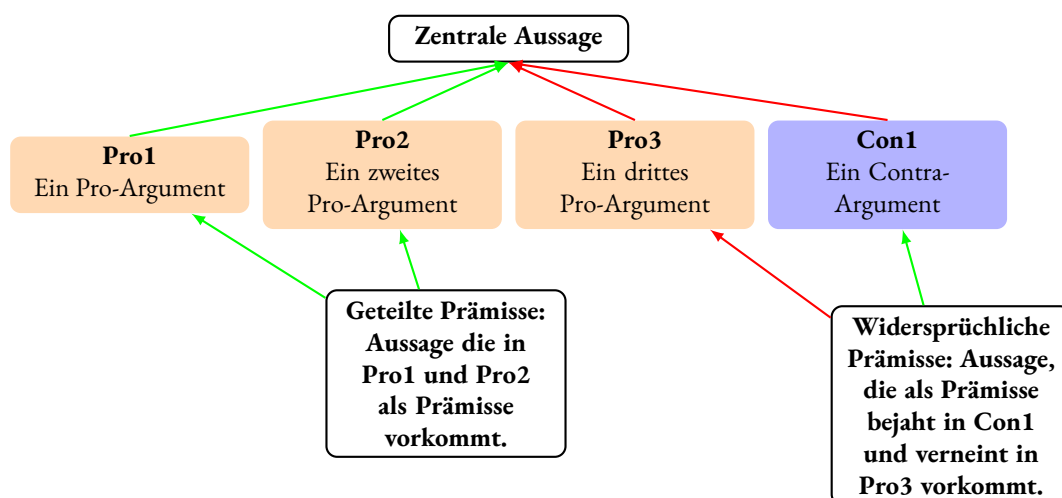 Zentrale Aussage
Pro1
Ein Pro-Argument
Pro2
Ein zweites
Pro-Argument
Pro3
Ein drittes
Pro-Argument
Con1
Ein Contra-
Argument
Geteilte Prämisse:
Aussage die in
Pro1 und Pro2
als Prämisse
vorkommt.
Widersprüchliche
Prämisse: Aussage,
die als Prämisse
bejaht in Con1
und verneint in
Pro3 vorkommt.